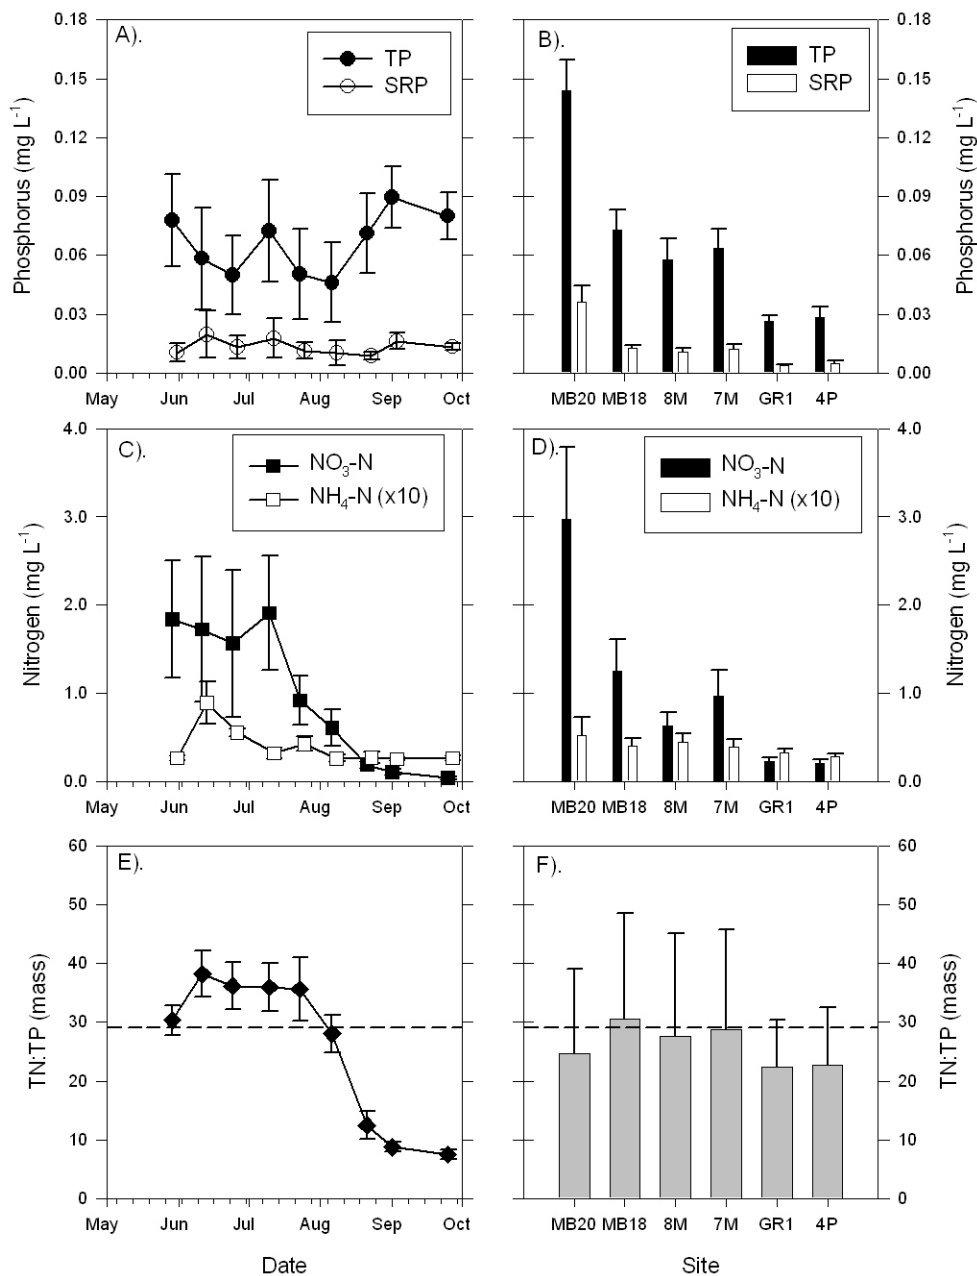 A).
TP
SRP
0.18
0.15
0.12
0.09
0.06
0.03
0.00
Phosphorus (mg L⁻¹)
May Jun Jul Aug Sep Oct
B).
TP
SRP
0.18
0.15
0.12
0.09
0.06
0.03
0.00
Phosphorus (mg L⁻¹)
MB20 MB18 8M 7M GR1 4P
C).
NO₃-N
NH₄-N (x10)
4.0
3.0
2.0
1.0
0.0
Nitrogen (mg L⁻¹)
May Jun Jul Aug Sep Oct
D).
NO₃-N
NH₄-N (x10)
4.0
3.0
2.0
1.0
0.0
Nitrogen (mg L⁻¹)
MB20 MB18 8M 7M GR1 4P
E).
60
50
40
30
20
10
0
TN:TP (mass)
May Jun Jul Aug Sep Oct
Date
F).
60
50
40
30
20
10
0
TN:TP (mass)
MB20 MB18 8M 7M GR1 4P
Site